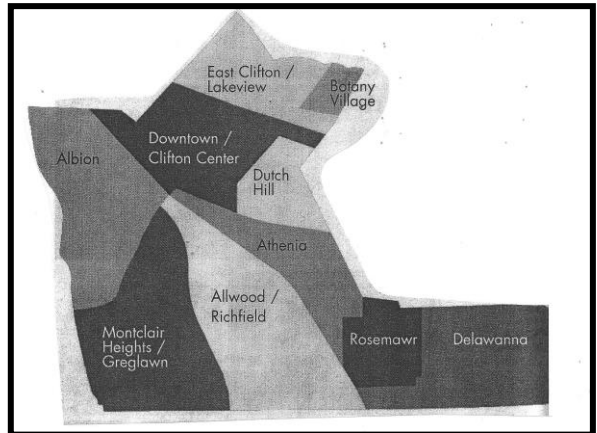 East Clifton /
Lakeview
Botany
Village
Downtown /
Clifton Center
Albion
Dutch
Hill
Athenia
Allwood /
Richfield
Montclair
Heights /
Greglawn
Rosemawr
Delawanna